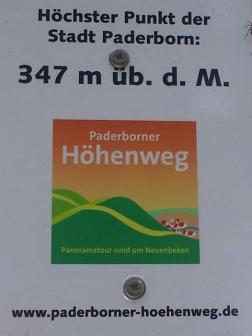 Höchster Punkt der
Stadt Paderborn:
347 m üb. d. M.
Paderborner
Höhenweg
Panoramatour rund um Neuenbeken
www.paderborner-hoehenweg.de